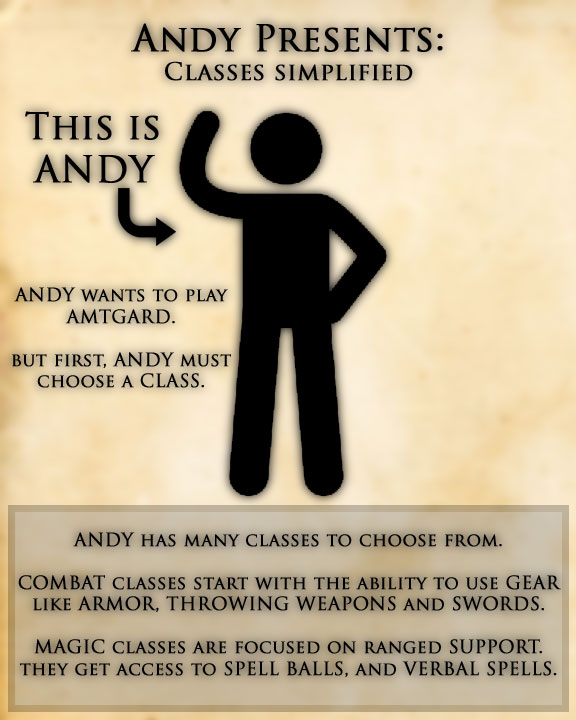 Andy Presents:
Classes simplified
This is
Andy
Andy wants to play
Amtgard.
But first, Andy must
choose a Class.
Andy has many classes to choose from.
Combat classes start with the ability to use Gear
like Armor, Throwing Weapons and Swords.
Magic classes are focused on ranged Support.
They get access to Spell Balls, and Verbal Spells.